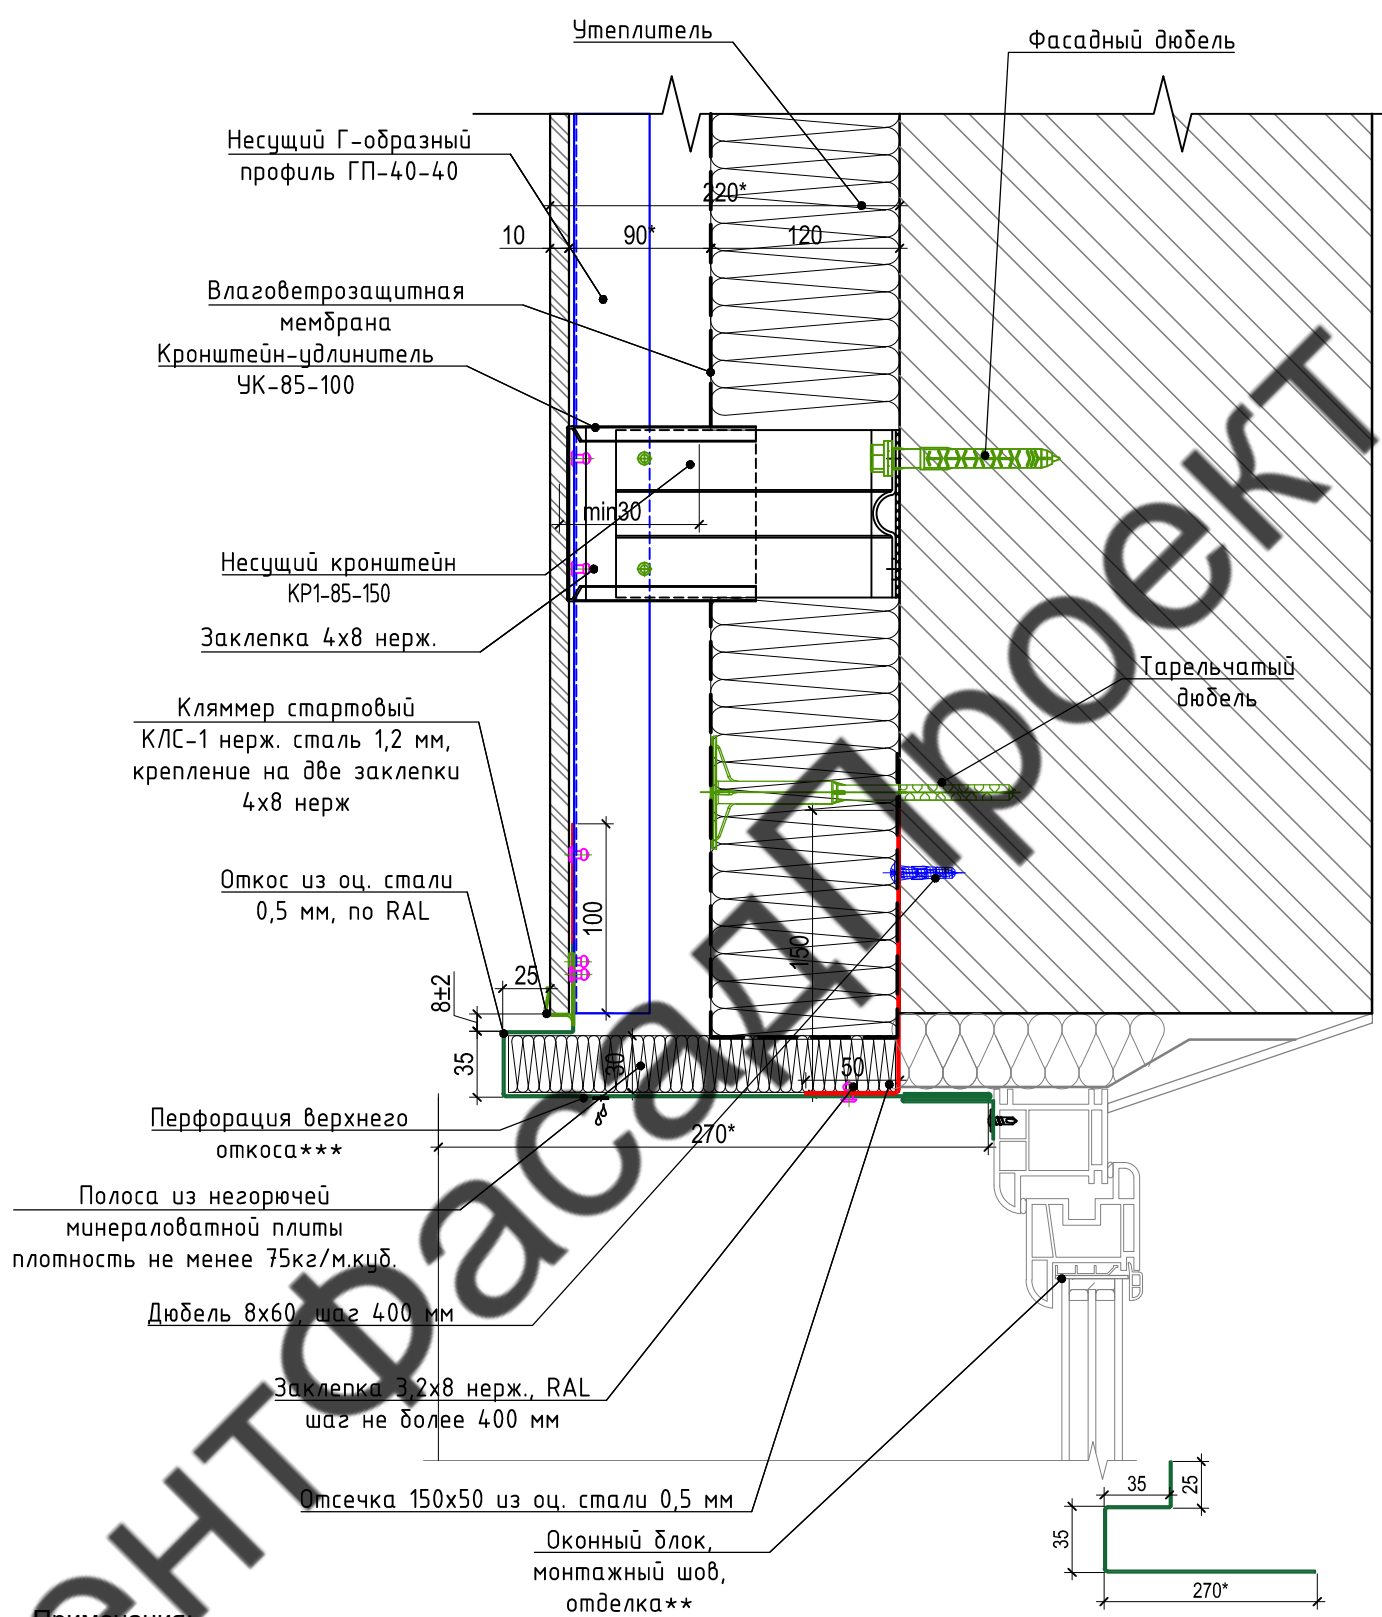 Утеплитель
Фасадный дюбель
Несущий Г-образный
профиль ГП-40-40
220*
10
90*
120
Влаговетрозащитная
мембрана
Кронштейн-удлинитель
УК-85-100
min30
Несущий кронштейн
КР1-85-150
Заклепка 4х8 нерж.
Тарельчатый
дюбель
Кляммер стартовый
КЛС-1 нерж. сталь 1,2 мм,
крепление на две заклепки
4х8 нерж
Откос из оц. стали
0,5 мм, по RAL
100
150
25
8±2
35
30
50
Перфорация верхнего
откоса***
270*
Полоса из негорючей
минераловатной плиты
плотность не менее 75кг/м.куб.
Дюбель 8х60, шаг 400 мм
Заклепка 3,2х8 нерж., RAL
шаг не более 400 мм
Отсечка 150х50 из оц. стали 0,5 мм
Оконный блок,
монтажный шов,
отделка**
35
25
35
270*
ентФасадПроект
Примечания: